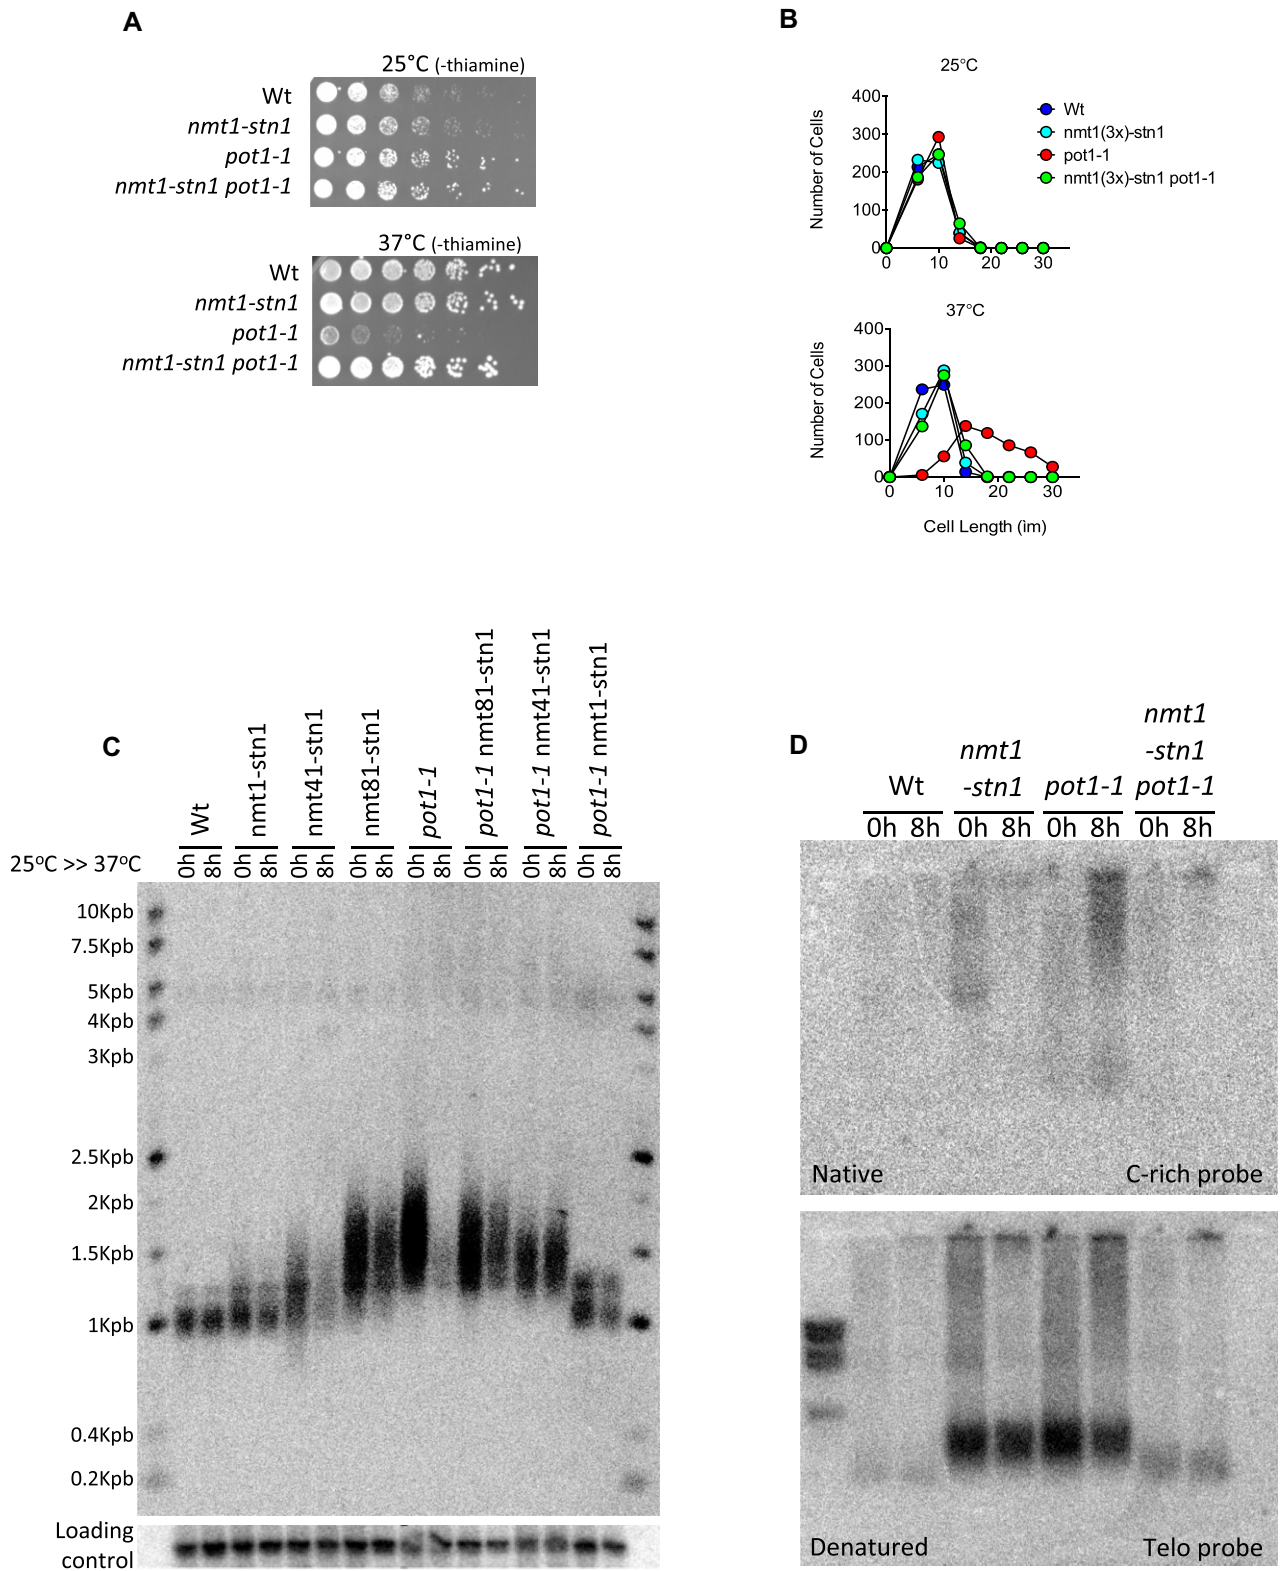 A
25°C (-thiamine)
Wt
nmt1-stn1
pot1-1
nmt1-stn1 pot1-1
37°C (-thiamine)
Wt
nmt1-stn1
pot1-1
nmt1-stn1 pot1-1
B
25°C
Number of Cells
400
300
200
100
0
0 10 20 30
Wt
nmt1(3x)-stn1
pot1-1
nmt1(3x)-stn1 pot1-1
37°C
Number of Cells
400
300
200
100
0
0 10 20 30
Cell Length (ìm)
C
Wt
nmt1-stn1
nmt41-stn1
nmt81-stn1
pot1-1
pot1-1 nmt81-stn1
pot1-1 nmt41-stn1
pot1-1 nmt1-stn1
25ºC >> 37ºC
0h 8h 0h 8h 0h 8h 0h 8h 0h 8h 0h 8h 0h 8h 0h 8h
10Kpb
7.5Kpb
5Kpb
4Kpb
3Kpb
2.5Kpb
2Kpb
1.5Kpb
1Kpb
0.4Kpb
0.2Kpb
Loading
control
D
Wt
nmt1
-stn1
pot1-1
nmt1
-stn1
pot1-1
0h 8h 0h 8h 0h 8h 0h 8h
Native C-rich probe
Denatured Telo probe